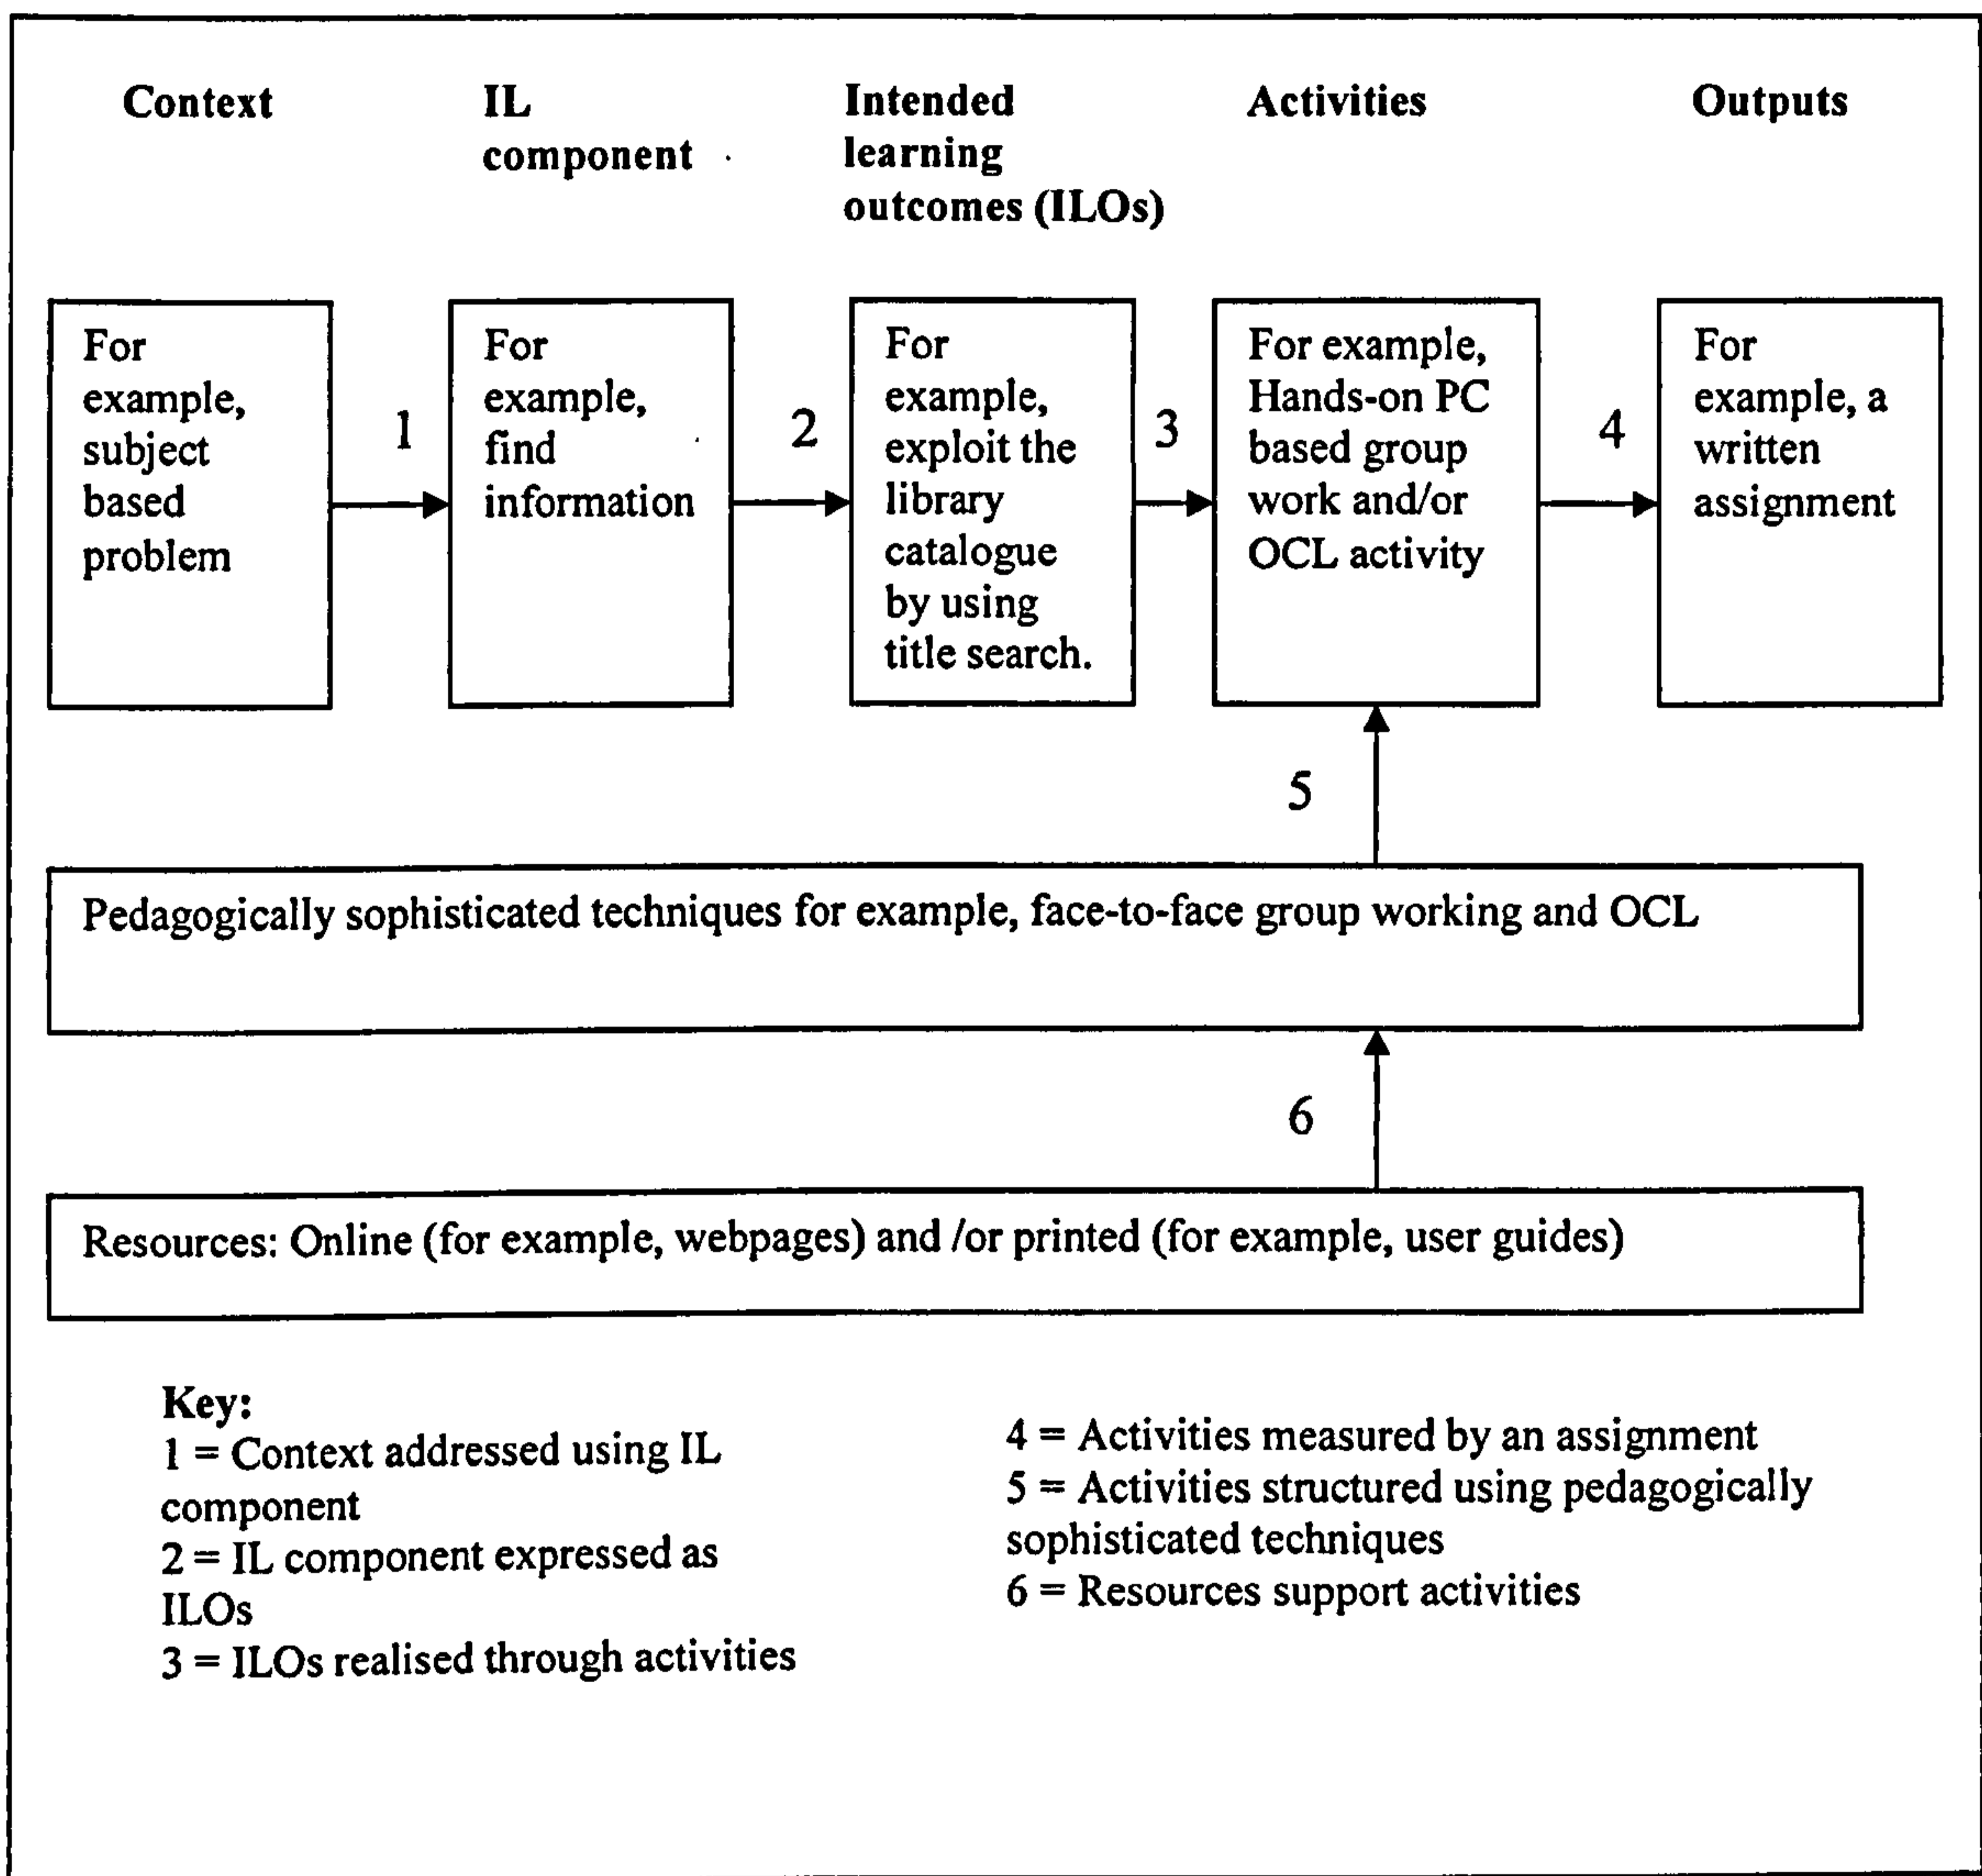 Context
IL
component
Intended
learning
outcomes (ILOs)
Activities
Outputs
For
example,
subject
based
problem
1
For
example,
find
information
2
For
example,
exploit the
library
catalogue
by using
title search.
3
For example,
Hands-on PC
based group
work and/or
OCL activity
4
For
example, a
written
assignment
5
Pedagogically sophisticated techniques for example, face-to-face group working and OCL
6
Resources: Online (for example, webpages) and /or printed (for example, user guides)
Key:
1 = Context addressed using IL
component
2 = IL component expressed as
ILOs
3 = ILOs realised through activities
4 = Activities measured by an assignment
5 = Activities structured using pedagogically
sophisticated techniques
6 = Resources support activities